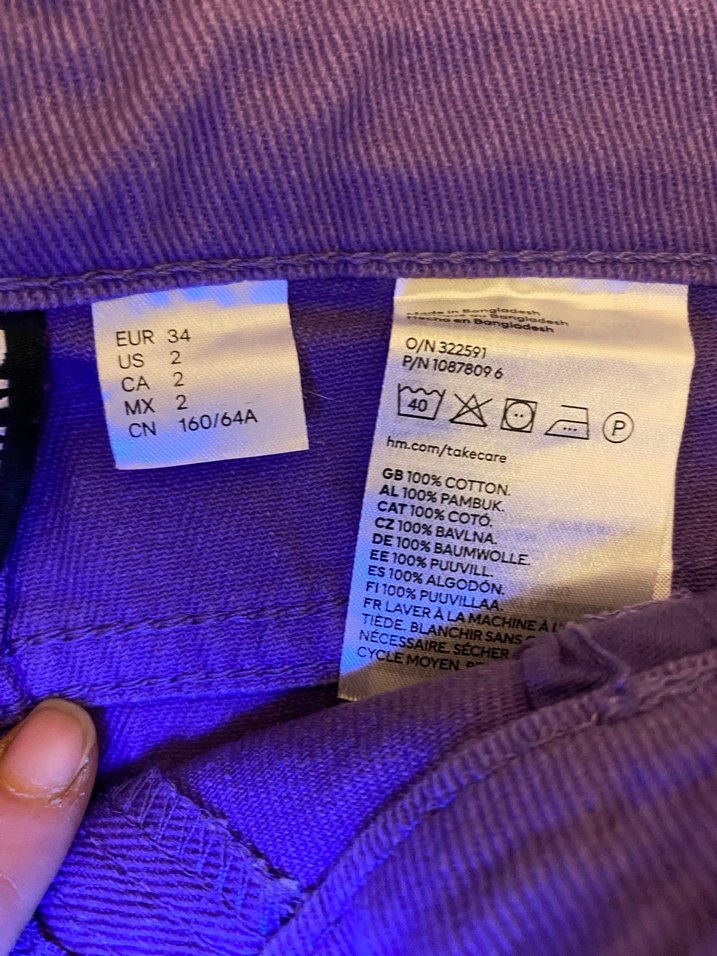 EUR 34
US 2
CA 2
MX 2
CN 160/64A
Made in Bangladesh
en Bangladesh
Hecho en Bangladesh
O/N 322591
P/N 1087809 6
40
P
hm.com/takecare
GB 100% COTTON.
AL 100% PAMBUK.
CAT 100% COTÓ.
CZ 100% BAVLNA.
DE 100% BAUMWOLLE.
EE 100% PUUVILL.
ES 100% ALGODÓN.
FI 100% PUUVILLAA.
FR LAVER À LA MACHINE À
TIÈDE. BLANCHIR SANS
NÉCESSAIRE. SÉCHER
CYCLE MOYEN.